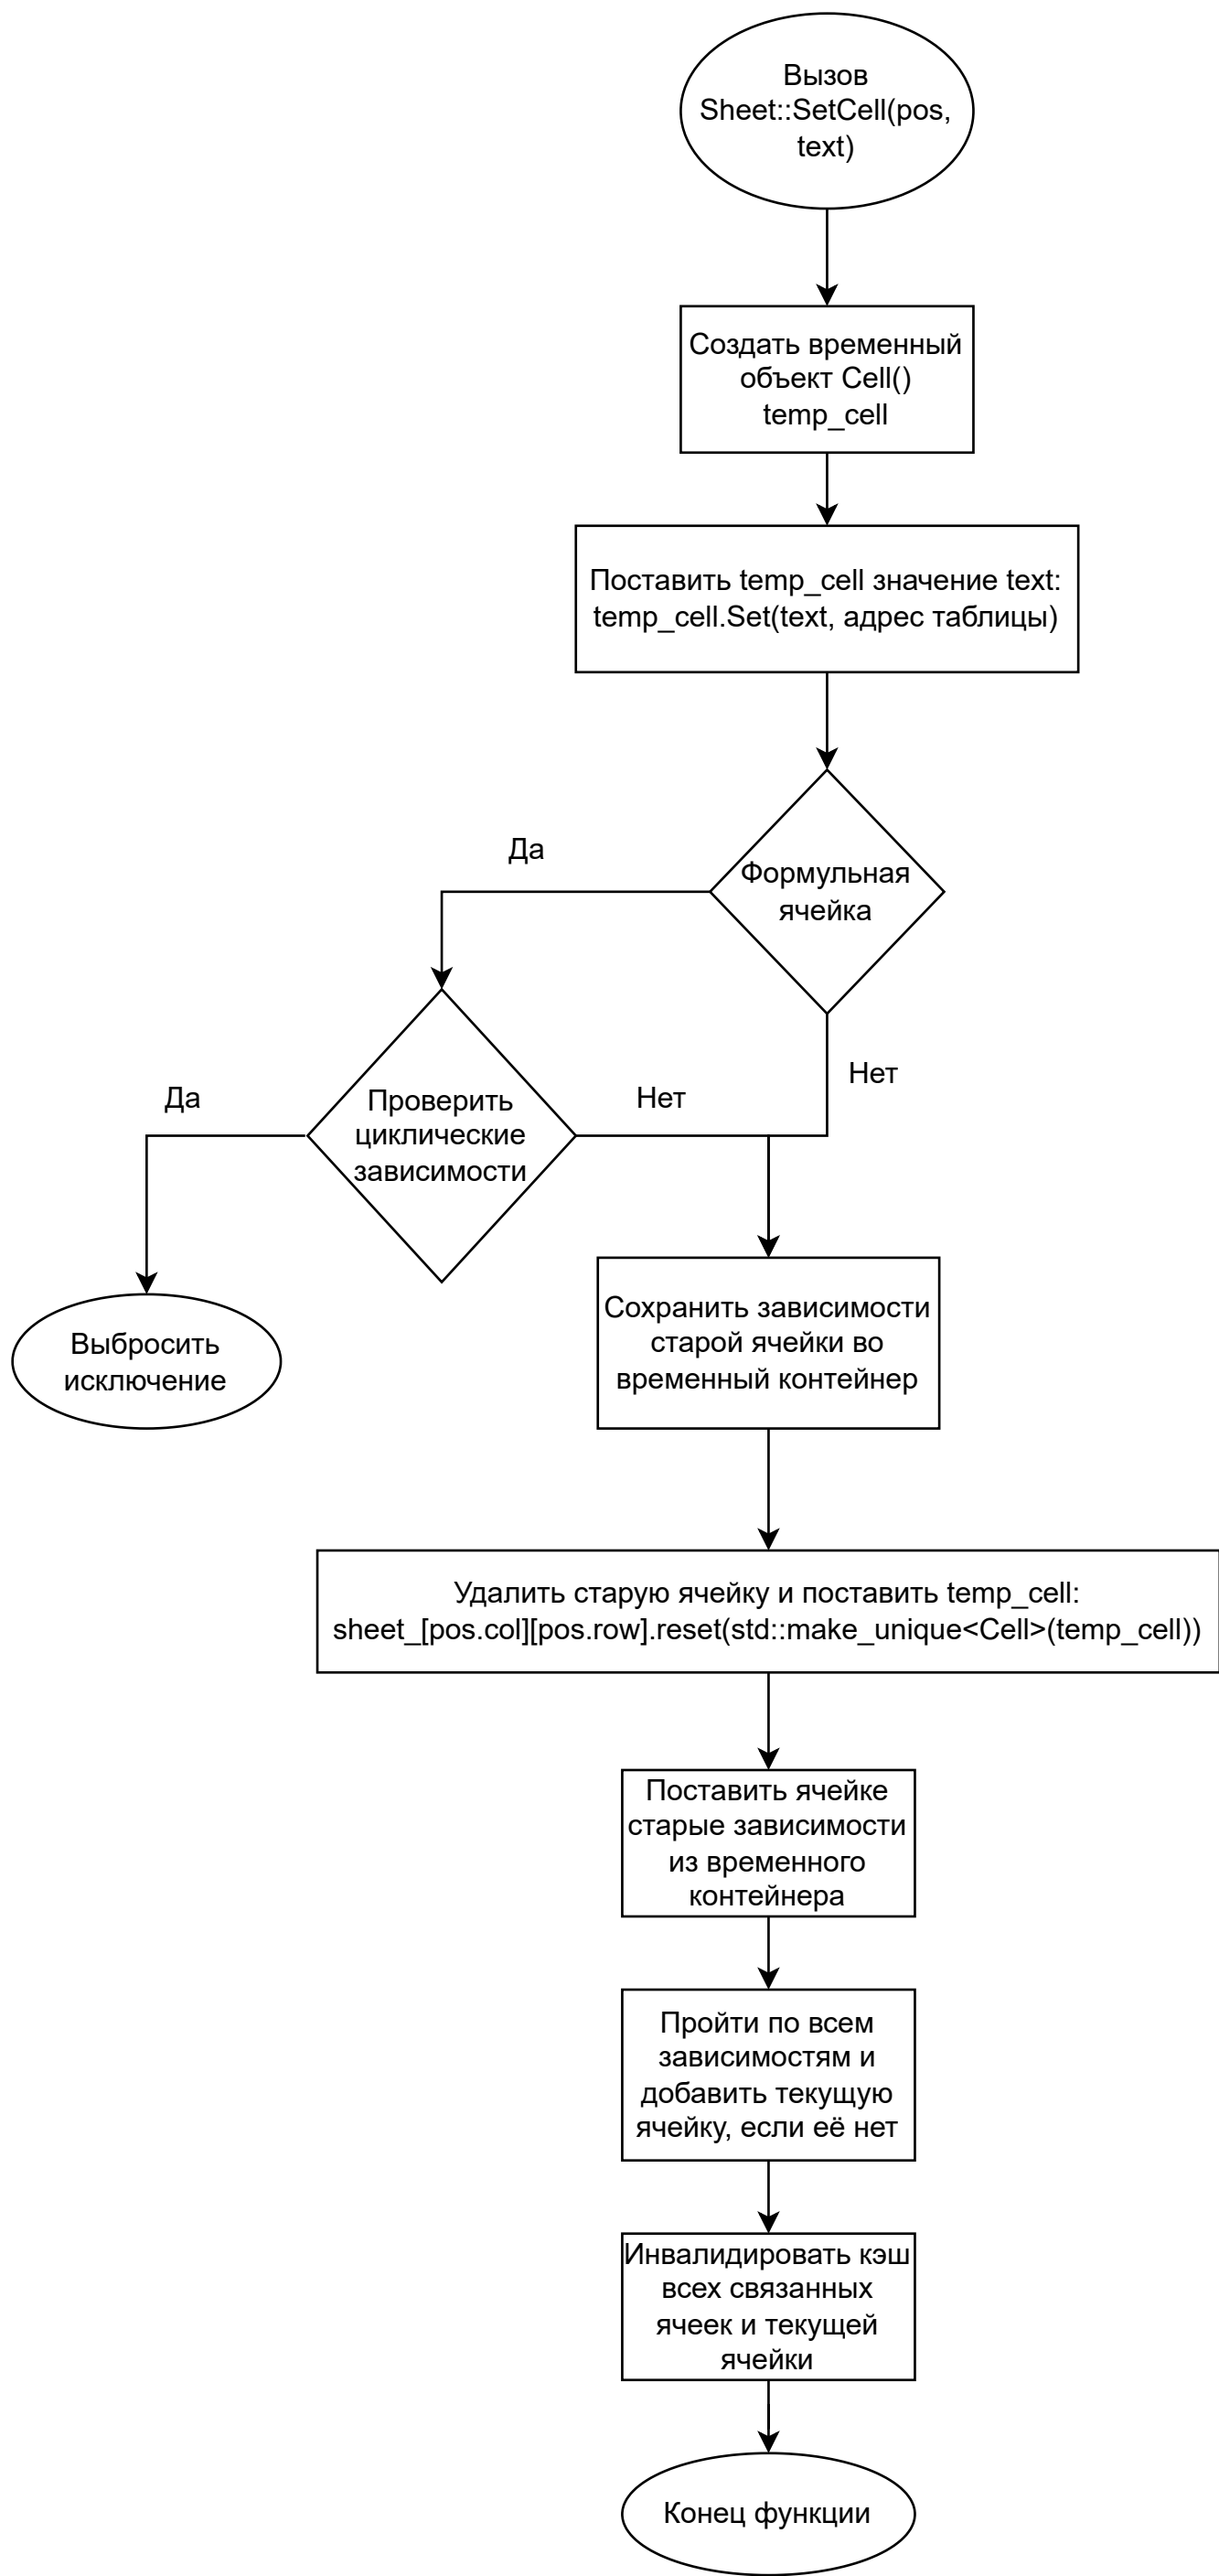 Вызов
Sheet::SetCell(pos,
text)
Создать временный
объект Cell()
temp_cell
Поставить temp_cell значение text:
temp_cell.Set(text, адрес таблицы)
Формульная
ячейка
Да
Нет
Проверить
циклические
зависимости
Да
Нет
Выбросить
исключение
Сохранить зависимости
старой ячейки во
временный контейнер
Удалить старую ячейку и поставить temp_cell:
sheet_[pos.col][pos.row].reset(std::make_unique<Cell>(temp_cell))
Поставить ячейке
старые зависимости
из временного
контейнера
Пройти по всем
зависимостям и
добавить текущую
ячейку, если её нет
Инвалидировать кэш
всех связанных
ячеек и текущей
ячейки
Конец функции